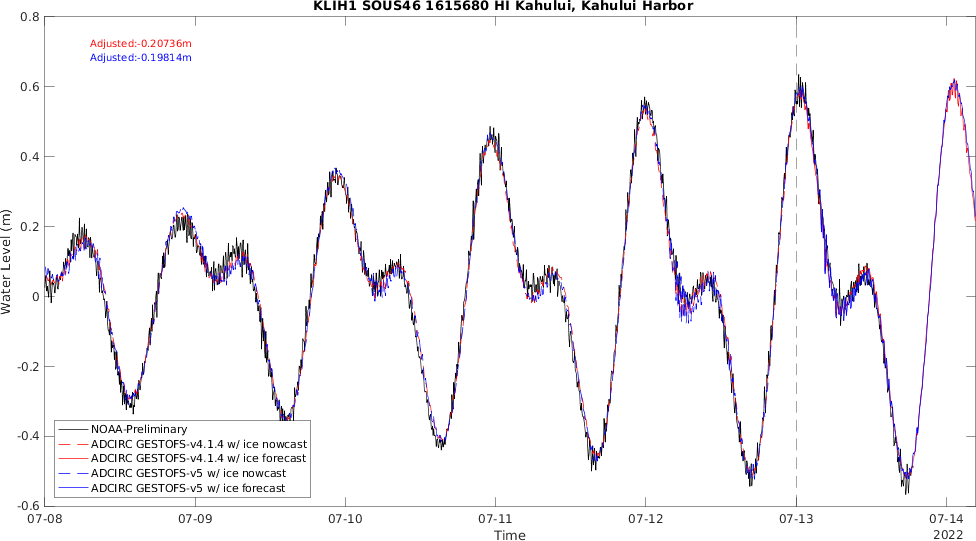 KLIH1 SOUS46 1615680 HI Kahului, Kahului Harbor
Adjusted:-0.20736m
Adjusted:-0.19814m
Water Level (m)
0.8
0.6
0.4
0.2
0
-0.2
-0.4
-0.6
NOAA-Preliminary
ADCIRC GESTOFS-v4.1.4 w/ ice nowcast
ADCIRC GESTOFS-v4.1.4 w/ ice forecast
ADCIRC GESTOFS-v5 w/ ice nowcast
ADCIRC GESTOFS-v5 w/ ice forecast
07-08 07-09 07-10 07-11 07-12 07-13 07-14
Time
2022